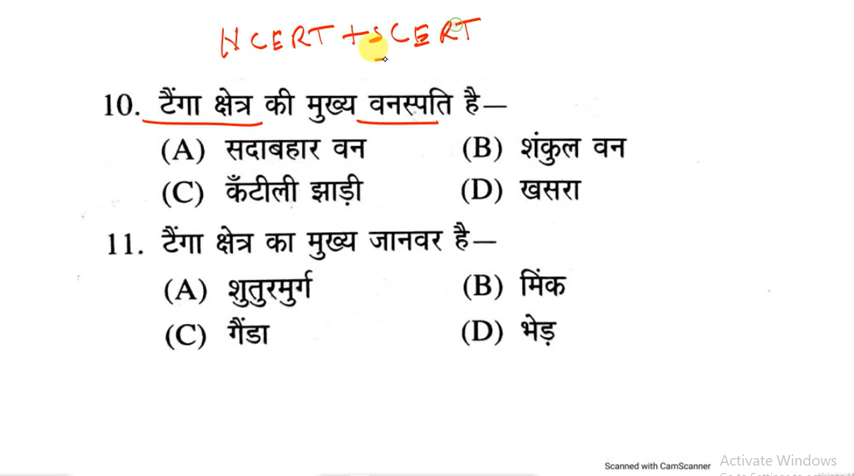 NCERT + SCERT
10. टैंगा क्षेत्र की मुख्य वनस्पति है—
(A) सदाबहार वन (B) शंकुल वन
(C) कँटीली झाड़ी (D) खसरा
11. टैंगा क्षेत्र का मुख्य जानवर है—
(A) शुतुरमुर्ग (B) मिंक
(C) गैंडा (D) भेड़
Scanned with CamScanner
Activate Windows